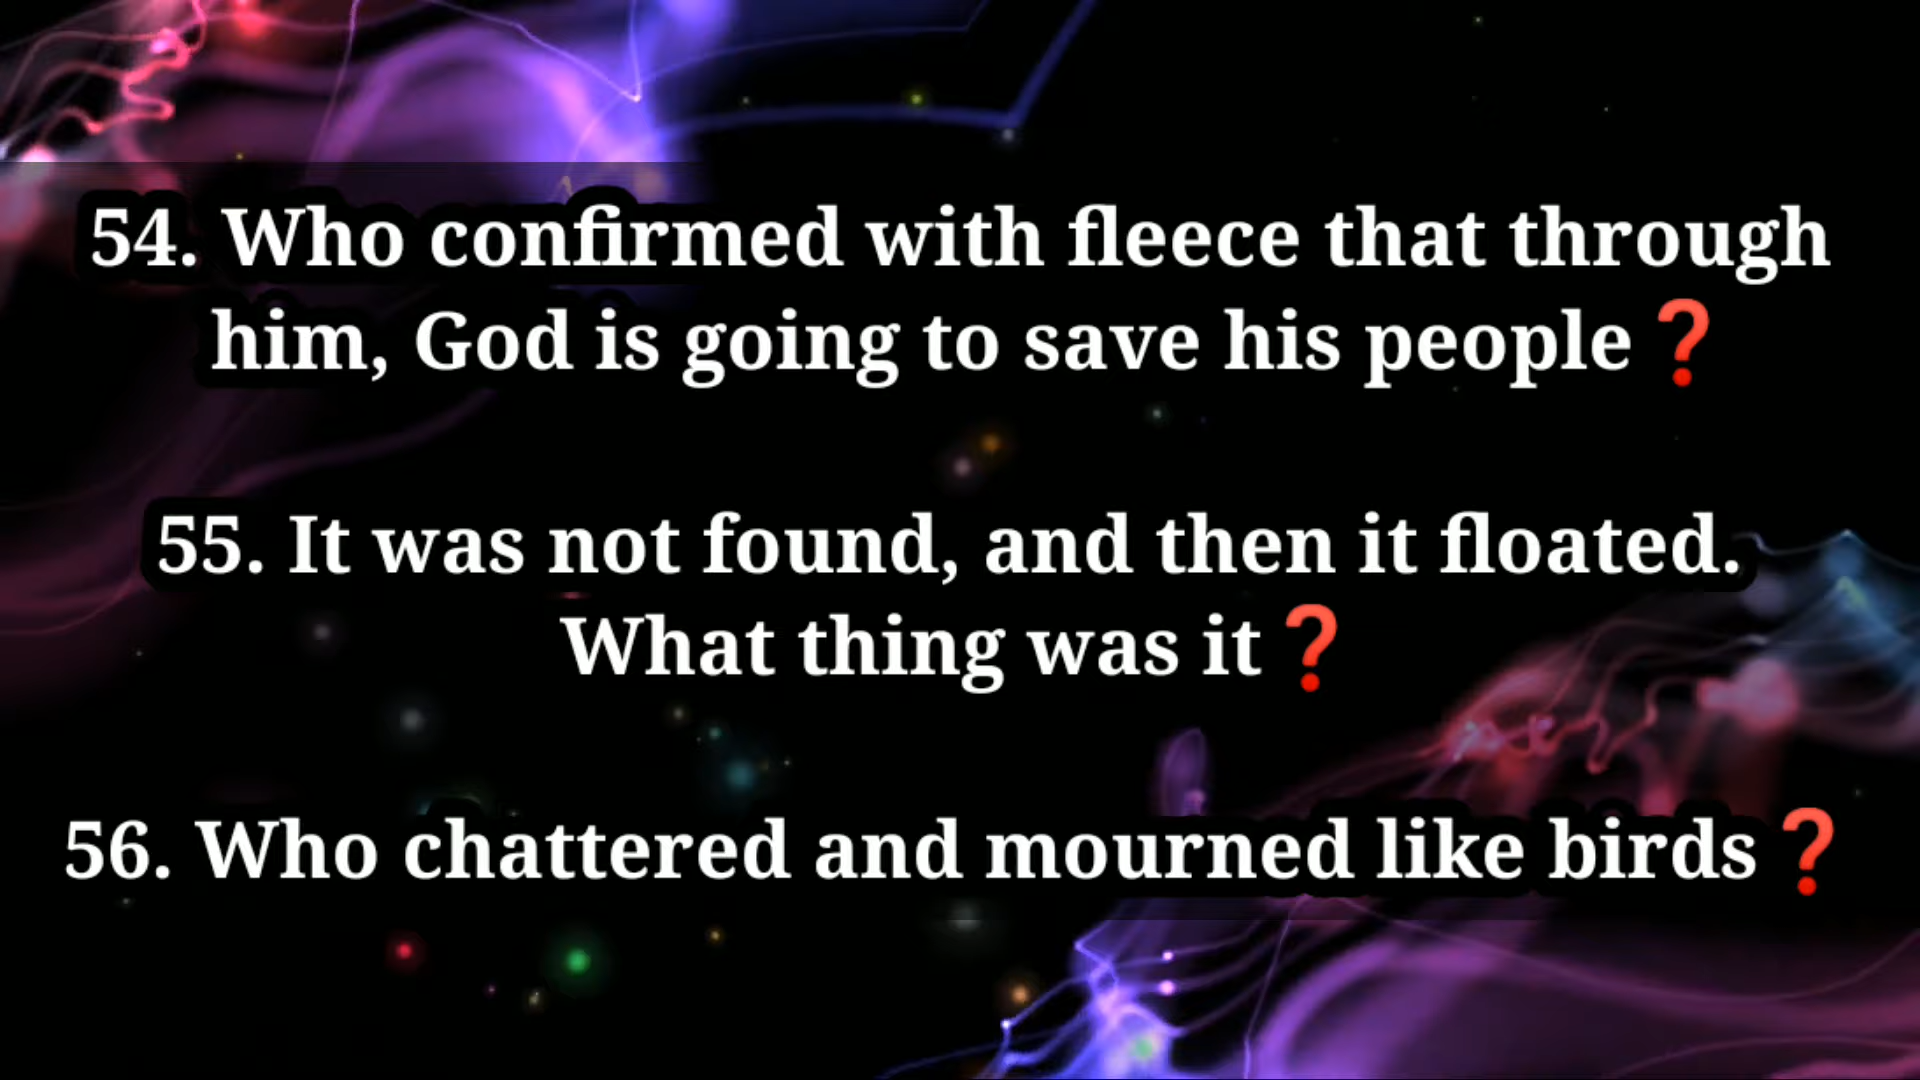 54. Who confirmed with fleece that through
him, God is going to save his people❓
55. It was not found, and then it floated.
What thing was it❓
56. Who chattered and mourned like birds❓